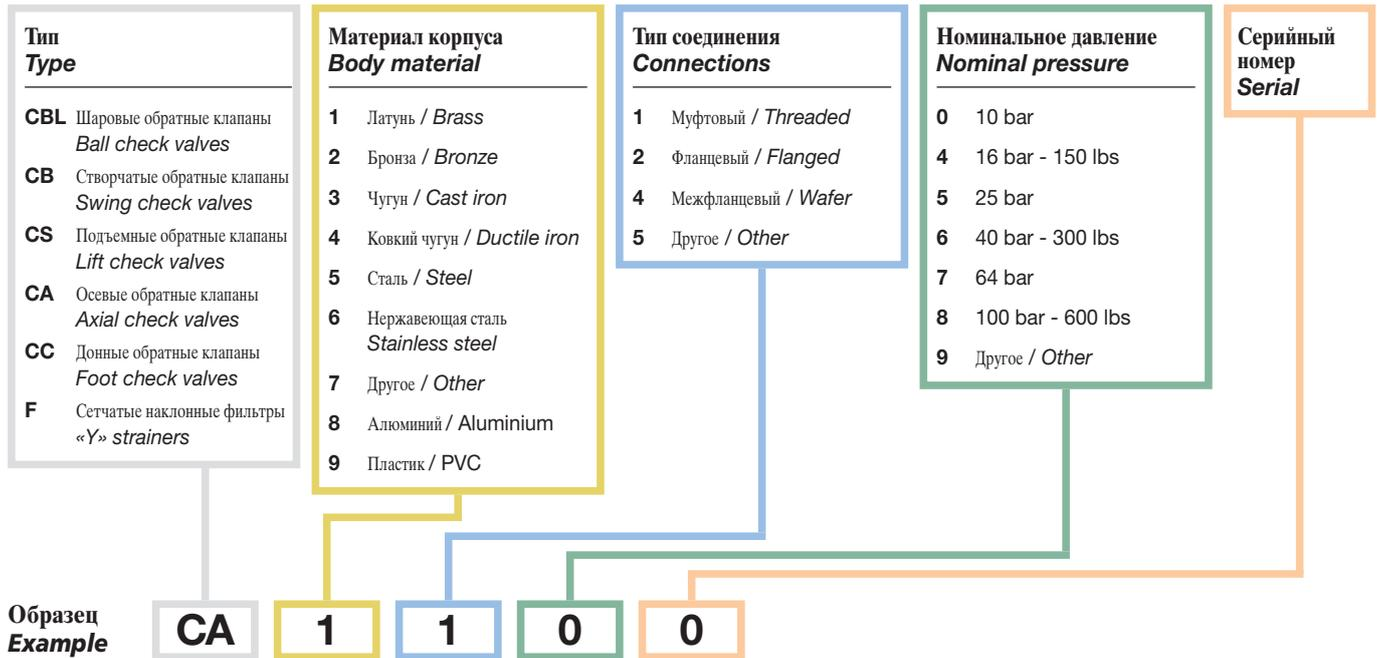 Тип
Type
CBL Шаровые обратные клапаны
Ball check valves
CB Створчатые обратные клапаны
Swing check valves
CS Подъемные обратные клапаны
Lift check valves
CA Осевые обратные клапаны
Axial check valves
CC Донные обратные клапаны
Foot check valves
F Сетчатые наклонные фильтры
«Y» strainers
Материал корпуса
Body material
1 Латунь / Brass
2 Бронза / Bronze
3 Чугун / Cast iron
4 Ковкий чугун / Ductile iron
5 Сталь / Steel
6 Нержавеющая сталь
Stainless steel
7 Другое / Other
8 Алюминий / Aluminium
9 Пластик / PVC
Тип соединения
Connections
1 Муфтовый / Threaded
2 Фланцевый / Flanged
4 Межфланцевый / Wafer
5 Другое / Other
Номинальное давление
Nominal pressure
0 10 bar
4 16 bar - 150 lbs
5 25 bar
6 40 bar - 300 lbs
7 64 bar
8 100 bar - 600 lbs
9 Другое / Other
Серийный
номер
Serial
Образец
Example
CA 1 1 0 0